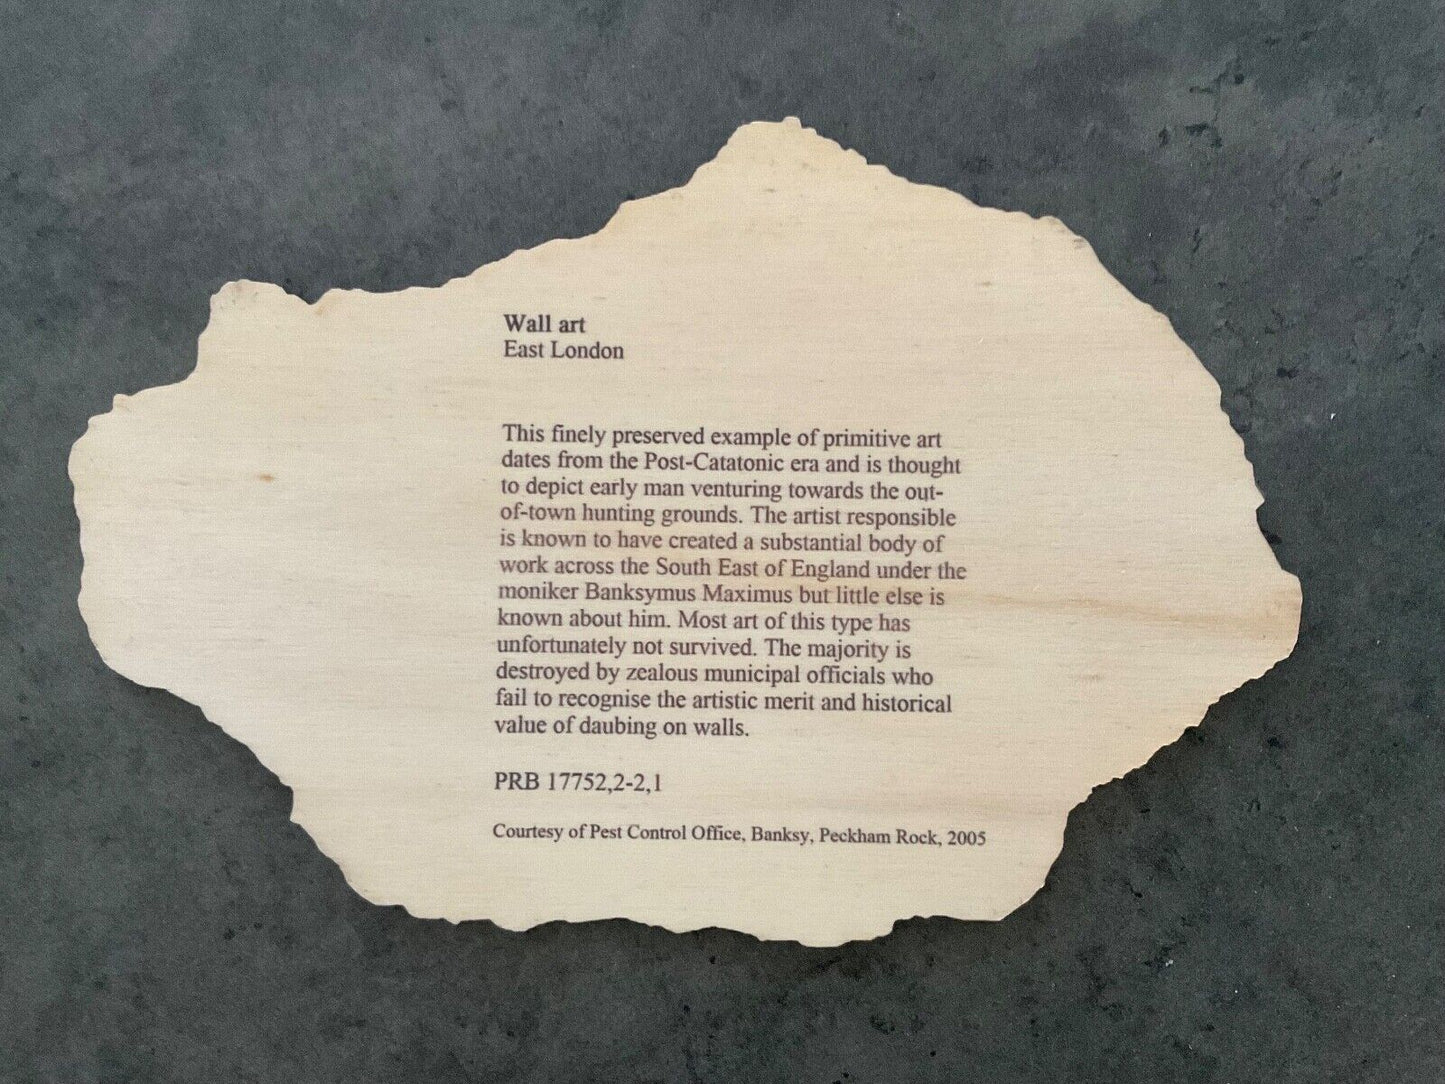 Wall art
East London
This finely preserved example of primitive art
dates from the Post-Catatonic era and is thought
to depict early man venturing towards the out-
of-town hunting grounds. The artist responsible
is known to have created a substantial body of
work across the South East of England under the
moniker Banksymus Maximus but little else is
known about him. Most art of this type has
unfortunately not survived. The majority is
destroyed by zealous municipal officials who
fail to recognise the artistic merit and historical
value of daubing on walls.
PRB 17752,2-2,1
Courtesy of Pest Control Office, Banksy, Peckham Rock, 2005